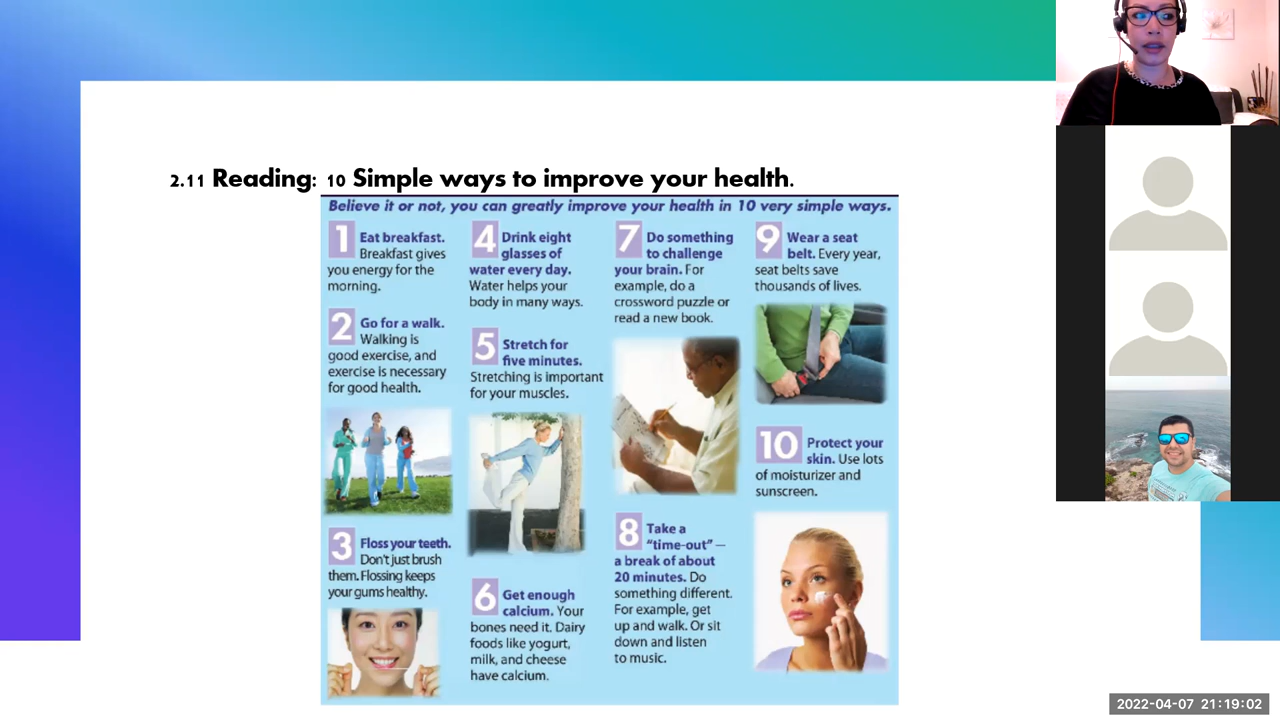 2.11 Reading: 10 Simple ways to improve your health.
Believe it or not, you can greatly improve your health in 10 very simple ways.
1 Eat breakfast.
Breakfast gives
you energy for the
morning.
2 Go for a walk.
Walking is
good exercise, and
exercise is necessary
for good health.
3 Floss your teeth.
Don't just brush
them. Flossing keeps
your gums healthy.
4 Drink eight
glasses of
water every day.
Water helps your
body in many ways.
5 Stretch for
five minutes.
Stretching is important
for your muscles.
6 Get enough
calcium. Your
bones need it. Dairy
foods like yogurt,
milk, and cheese
have calcium.
7 Do something
to challenge
your brain. For
example, do a
crossword puzzle or
read a new book.
8 Take a
"time-out" —
a break of about
20 minutes. Do
something different.
For example, get
up and walk. Or sit
down and listen
to music.
9 Wear a seat
belt. Every year,
seat belts save
thousands of lives.
10 Protect your
skin. Use lots
of moisturizer and
sunscreen.
2022-04-07 21:19:02